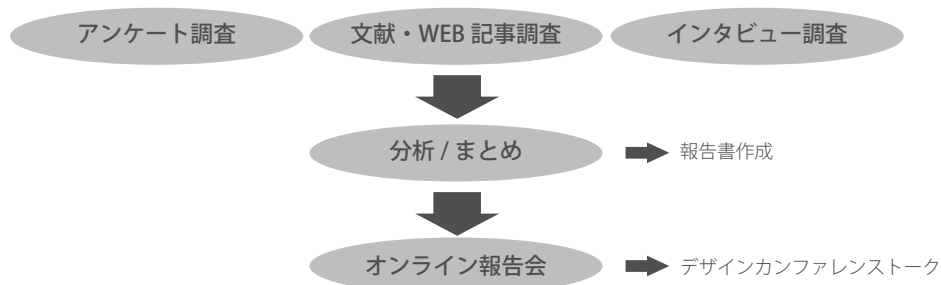 アンケート調査
文献・WEB 記事調査
インタビュー調査
分析 / まとめ
報告書作成
オンライン報告会
デザインカンファレンストーク